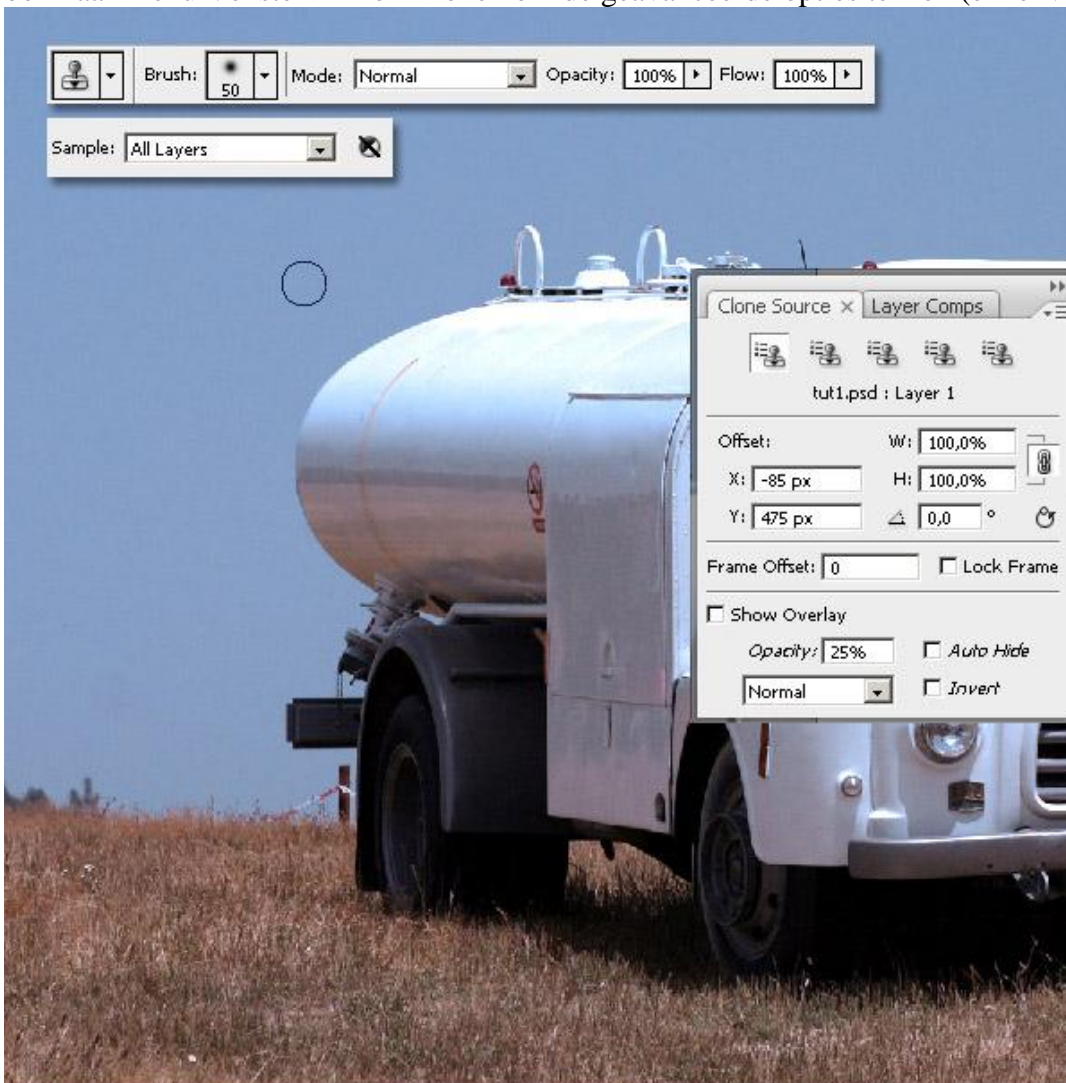 Brush: 50 Mode: Normal Opacity: 100% Flow: 100%
Sample: All Layers
Clone Source × Layer Comps
tut1.psd : Layer 1
Offset: W: 100,0%
X: -85 px H: 100,0%
Y: 475 px 0,0 °
Frame Offset: 0 Lock Frame
Show Overlay
Opacity: 25% Auto Hide
Normal Invert